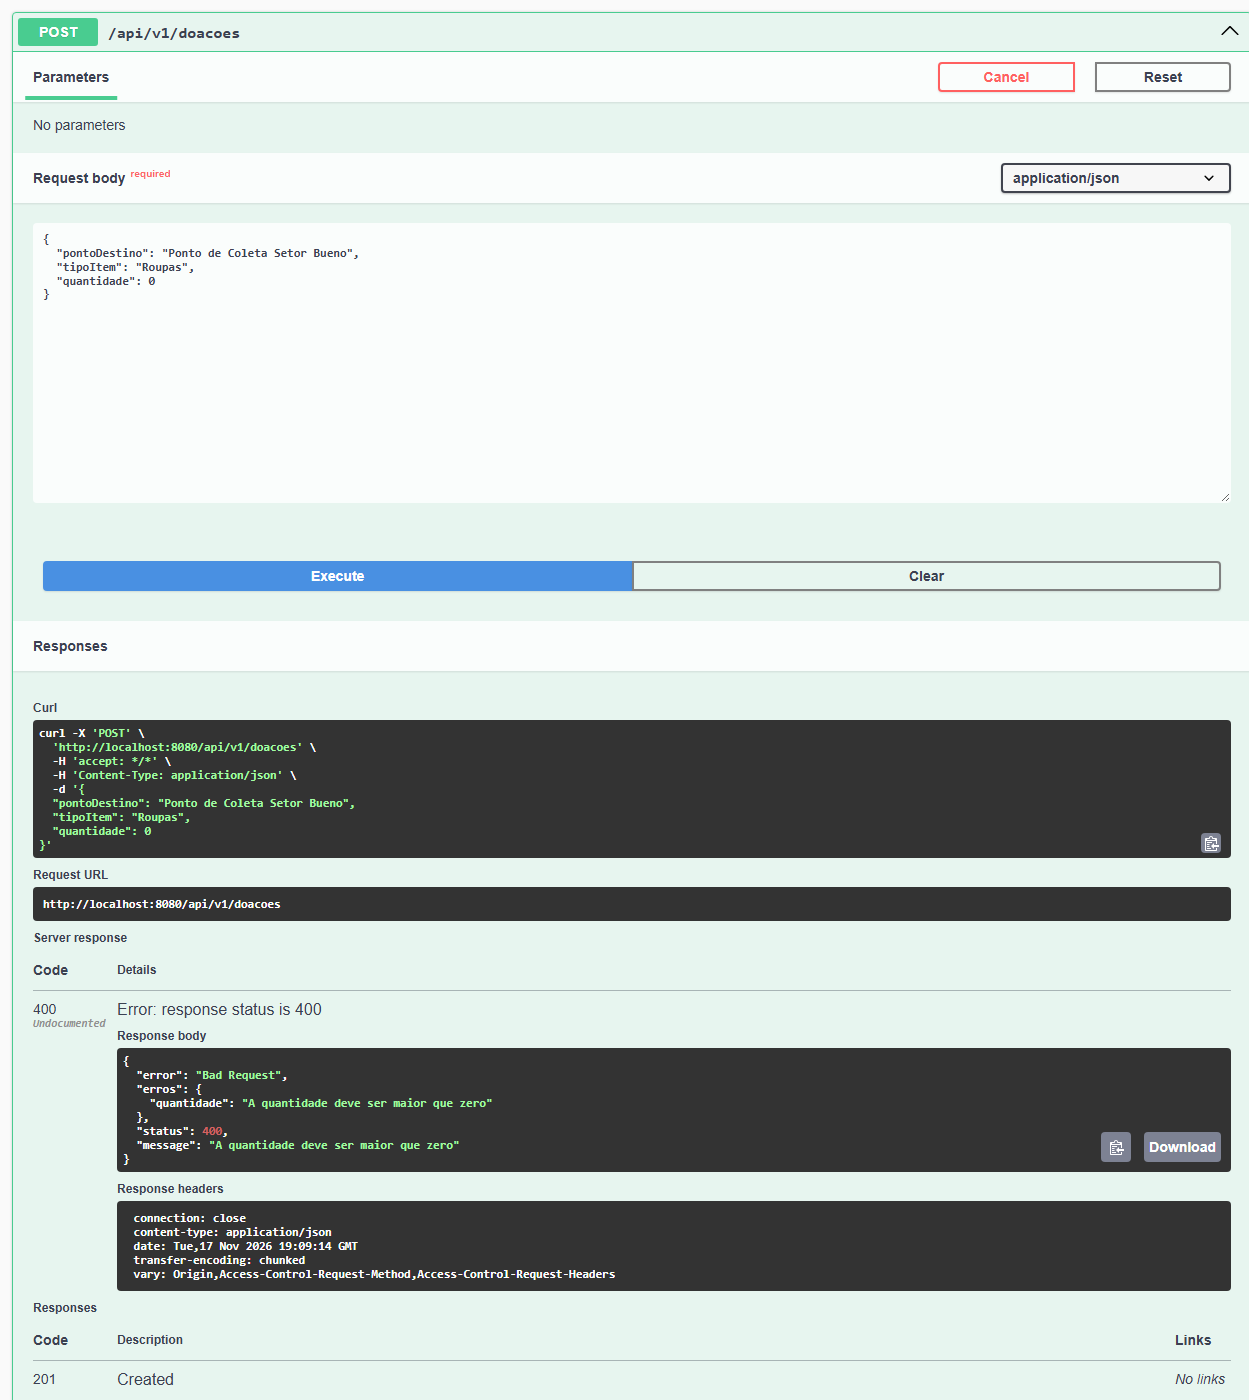 POST /api/v1/doacoes
Parameters
Cancel
Reset
No parameters
Request body required
application/json
{
  "pontoDestino": "Ponto de Coleta Setor Bueno",
  "tipoItem": "Roupas",
  "quantidade": 0
}
Execute
Clear
Responses
Curl
curl -X 'POST' \
  'http://localhost:8080/api/v1/doacoes' \
  -H 'accept: */*' \
  -H 'Content-Type: application/json' \
  -d '{
  "pontoDestino": "Ponto de Coleta Setor Bueno",
  "tipoItem": "Roupas",
  "quantidade": 0
}'
Request URL
http://localhost:8080/api/v1/doacoes
Server response
Code Details
400 Error: response status is 400
Undocumented
Response body
{
  "error": "Bad Request",
  "erros": {
    "quantidade": "A quantidade deve ser maior que zero"
  },
  "status": 400,
  "message": "A quantidade deve ser maior que zero"
}
Download
Response headers
connection: close
content-type: application/json
date: Tue,17 Nov 2026 19:09:14 GMT
transfer-encoding: chunked
vary: Origin,Access-Control-Request-Method,Access-Control-Request-Headers
Responses
Code Description Links
201 Created No links